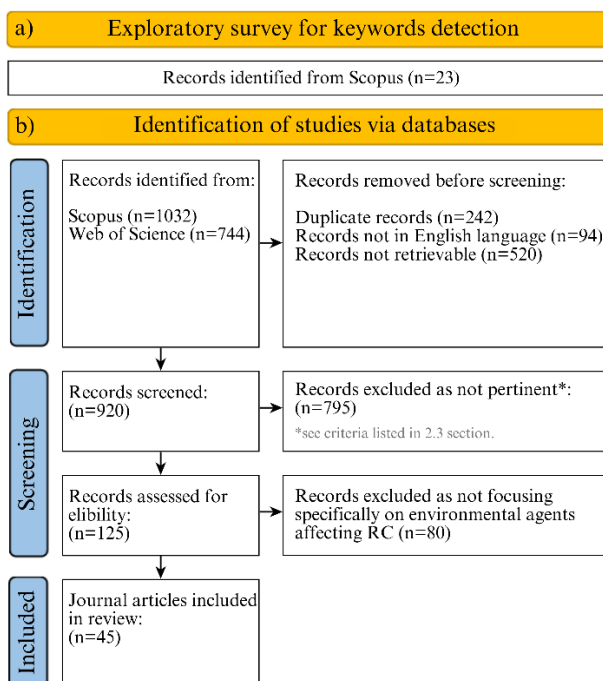 a) Exploratory survey for keywords detection
Records identified from Scopus (n=23)
b) Identification of studies via databases
Identification
Records identified from:
Scopus (n=1032)
Web of Science (n=744)
Records removed before screening:
Duplicate records (n=242)
Records not in English language (n=94)
Records not retrievable (n=520)
Screening
Records screened:
(n=920)
Records excluded as not pertinent*:
(n=795)
*see criteria listed in 2.3 section.
Records assessed for
elibility:
(n=125)
Records excluded as not focusing
specifically on environmental agents
affecting RC (n=80)
Included
Journal articles included
in review:
(n=45)